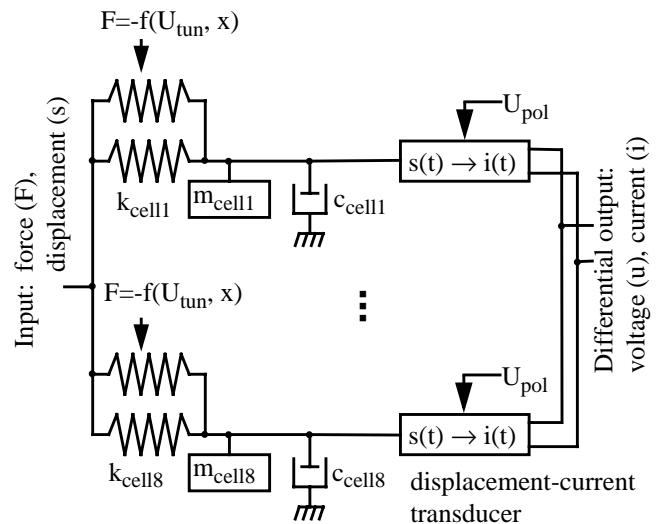 F=-f(U_tun, x)
U_pol
s(t) → i(t)
k_cell1
m_cell1
c_cell1
Input: force (F),
displacement (s)
Differential output:
voltage (u), current (i)
F=-f(U_tun, x)
U_pol
s(t) → i(t)
k_cell8
m_cell8
c_cell8
displacement-current
transducer